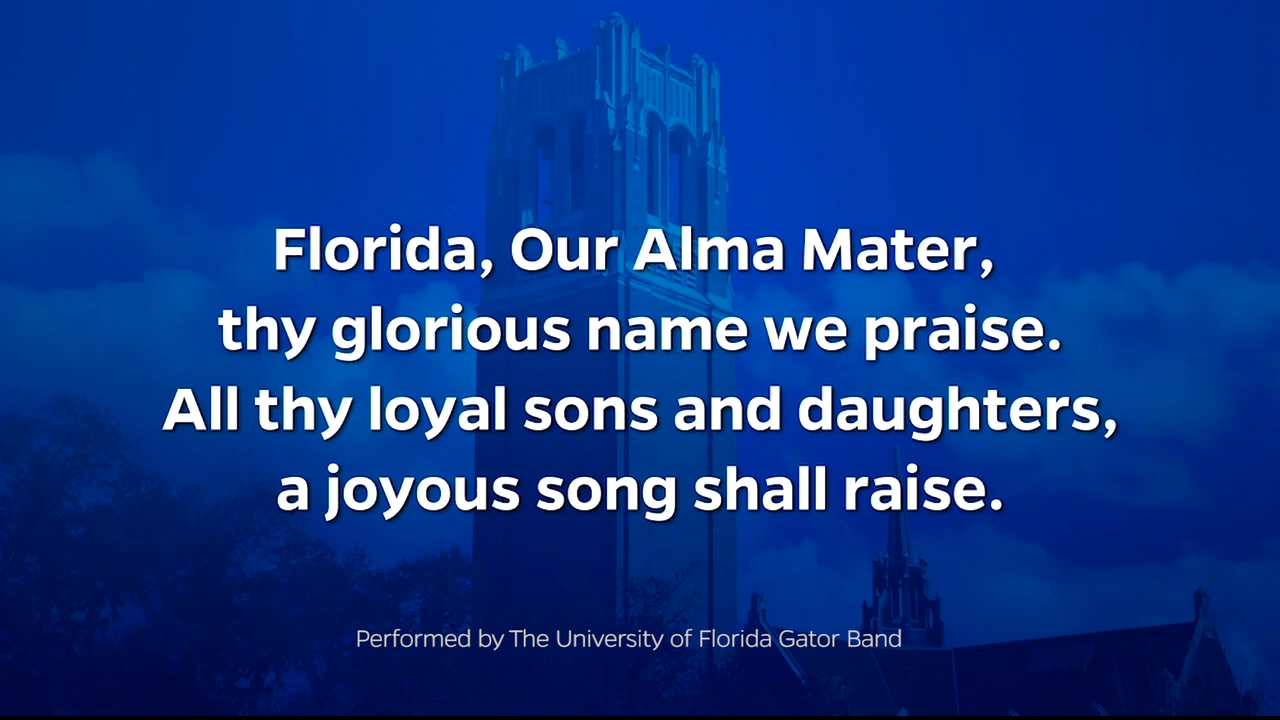 Florida, Our Alma Mater,
thy glorious name we praise.
All thy loyal sons and daughters,
a joyous song shall raise.
Performed by The University of Florida Gator Band